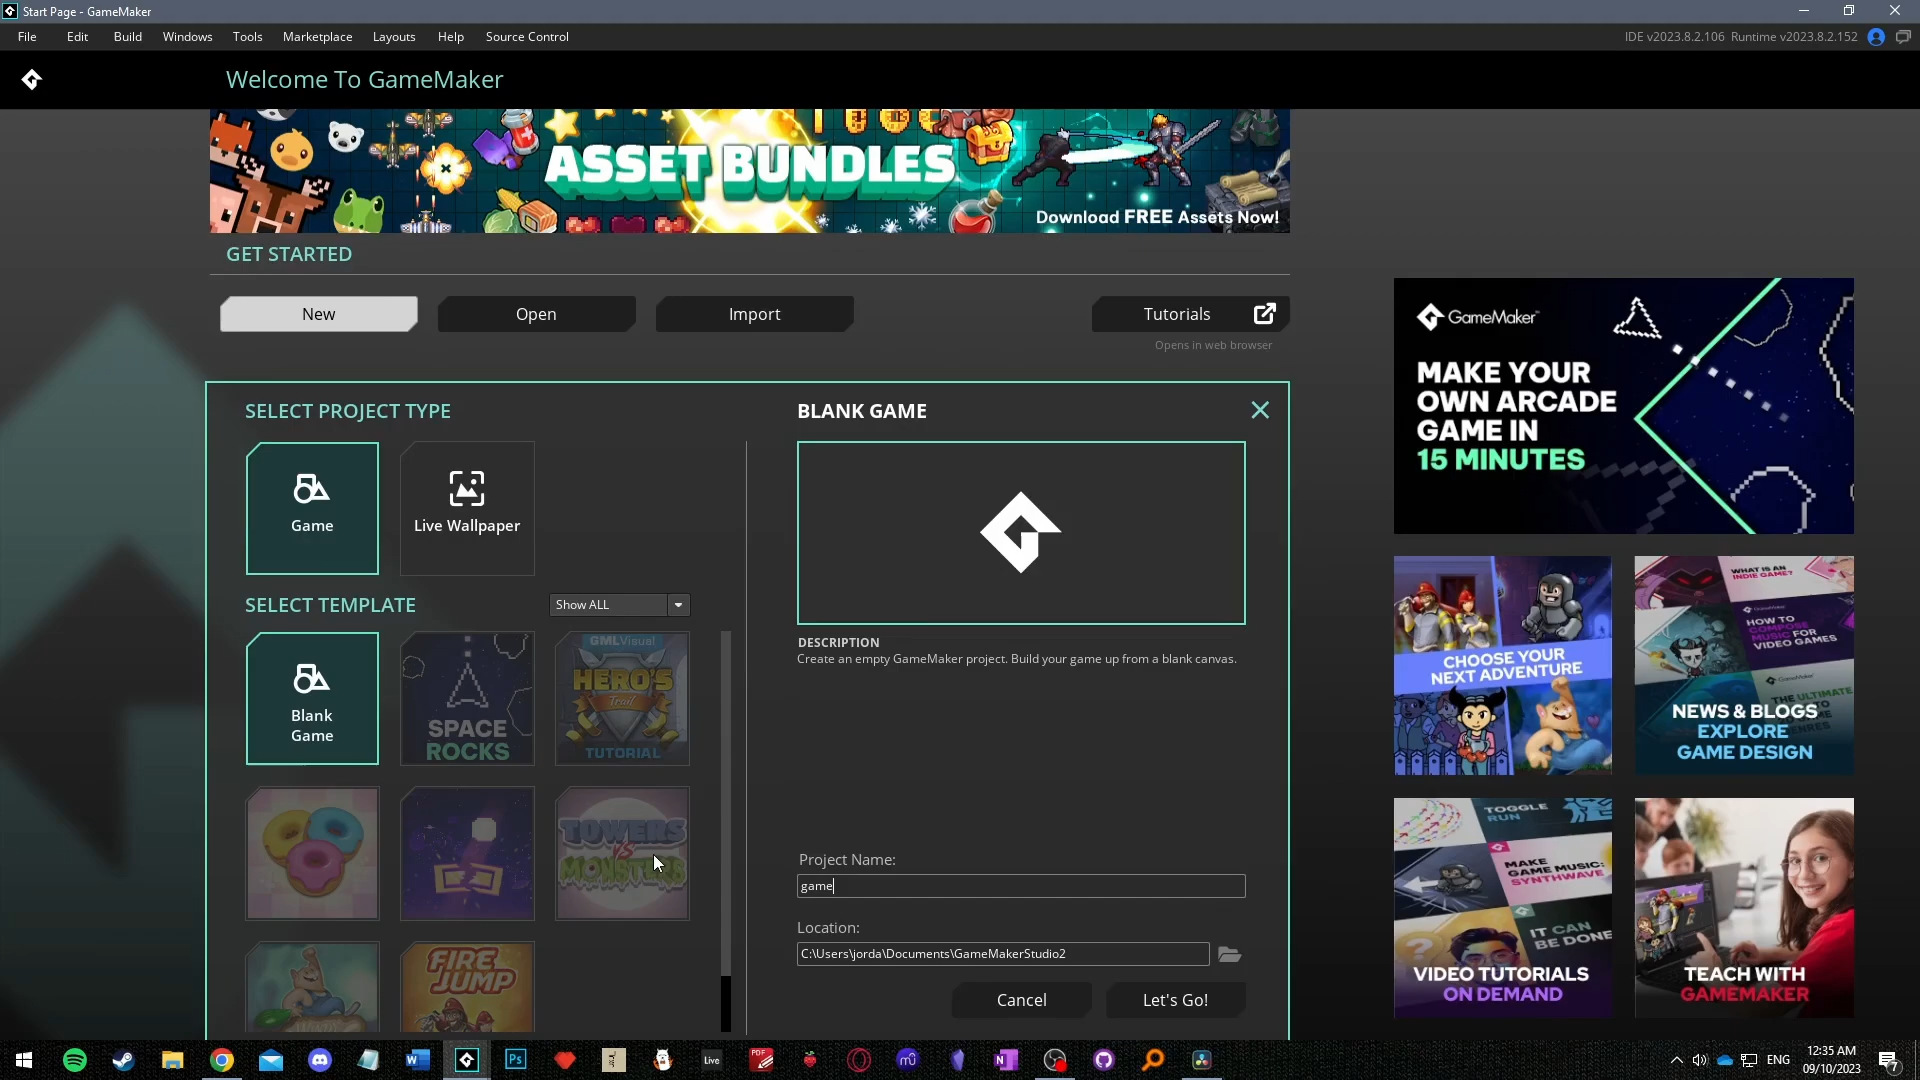 Start Page - GameMaker
File Edit Build Windows Tools Marketplace Layouts Help Source Control
IDE v2023.8.2.106 Runtime v2023.8.2.152
Welcome To GameMaker
ASSET BUNDLES
Download FREE Assets Now!
GET STARTED
New
Open
Import
Tutorials
Opens in web browser
SELECT PROJECT TYPE
Game
Live Wallpaper
SELECT TEMPLATE
Show ALL
Blank
Game
SPACE
ROCKS
GMLVisual
HERO'S
Trail
TUTORIAL
TOWERS
VS
MONSTERS
FIRE
JUMP
BLANK GAME
DESCRIPTION
Create an empty GameMaker project. Build your game up from a blank canvas.
Project Name:
game
Location:
C:\Users\jorda\Documents\GameMakerStudio2
Cancel
Let's Go!
GameMaker™
MAKE YOUR
OWN ARCADE
GAME IN
15 MINUTES
CHOOSE YOUR
NEXT ADVENTURE
WHAT IS AN
INDIE GAME?
HOW TO
COMPOSE
MUSIC FOR
VIDEO GAMES
GameMaker
THE ULTIMATE
NEWS & BLOGS
EXPLORE
GAME DESIGN
TOGGLE
RUN
MAKE MUSIC:
SYNTHWAVE
IT CAN
BE DONE
VIDEO TUTORIALS
ON DEMAND
TEACH WITH
GAMEMAKER
Ps
Live
PDF
ENG
12:35 AM
09/10/2023
7